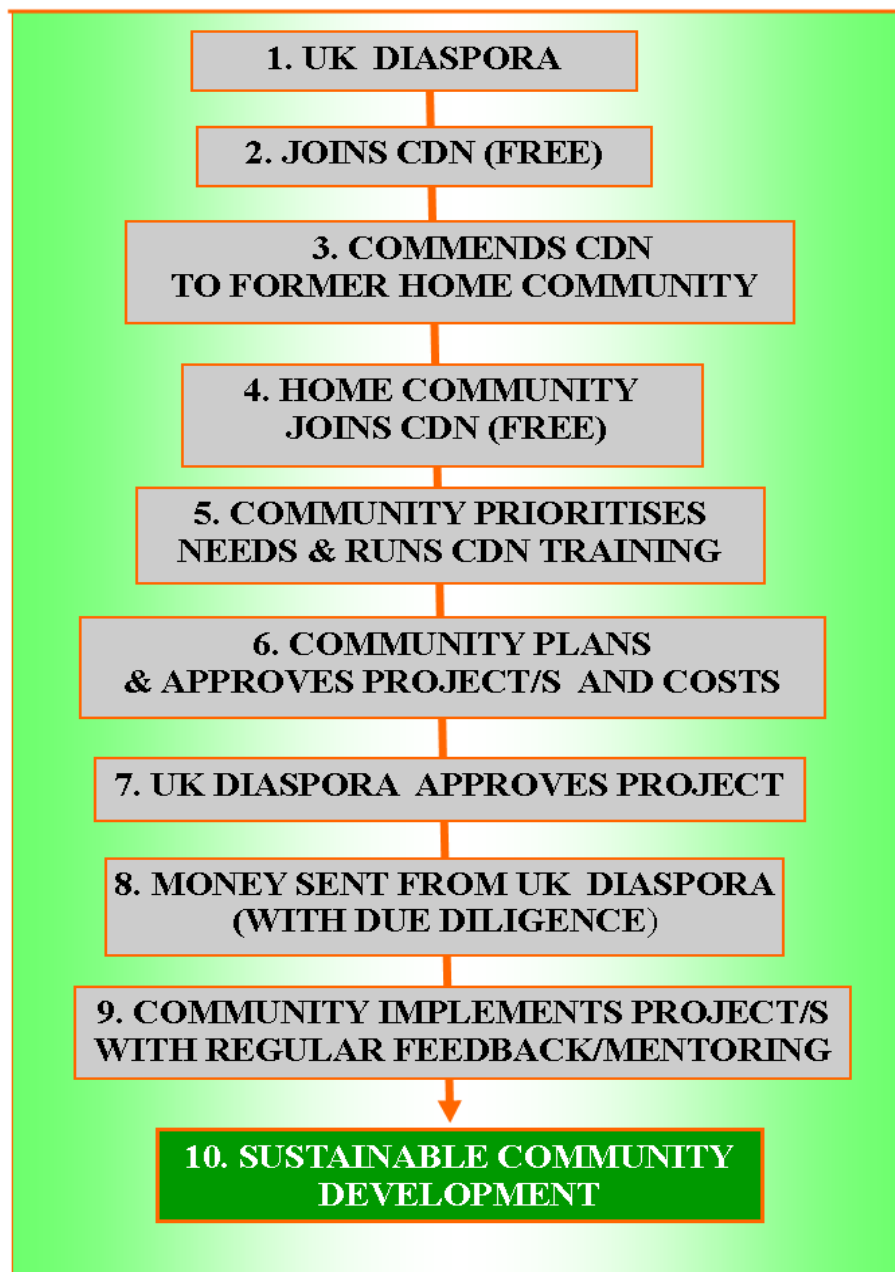 1. UK DIASPORA
2. JOINS CDN (FREE)
3. COMMENDS CDN
TO FORMER HOME COMMUNITY
4. HOME COMMUNITY
JOINS CDN (FREE)
5. COMMUNITY PRIORITISES
NEEDS & RUNS CDN TRAINING
6. COMMUNITY PLANS
& APPROVES PROJECT/S AND COSTS
7. UK DIASPORA APPROVES PROJECT
8. MONEY SENT FROM UK DIASPORA
(WITH DUE DILIGENCE)
9. COMMUNITY IMPLEMENTS PROJECT/S
WITH REGULAR FEEDBACK/MENTORING
10. SUSTAINABLE COMMUNITY
DEVELOPMENT